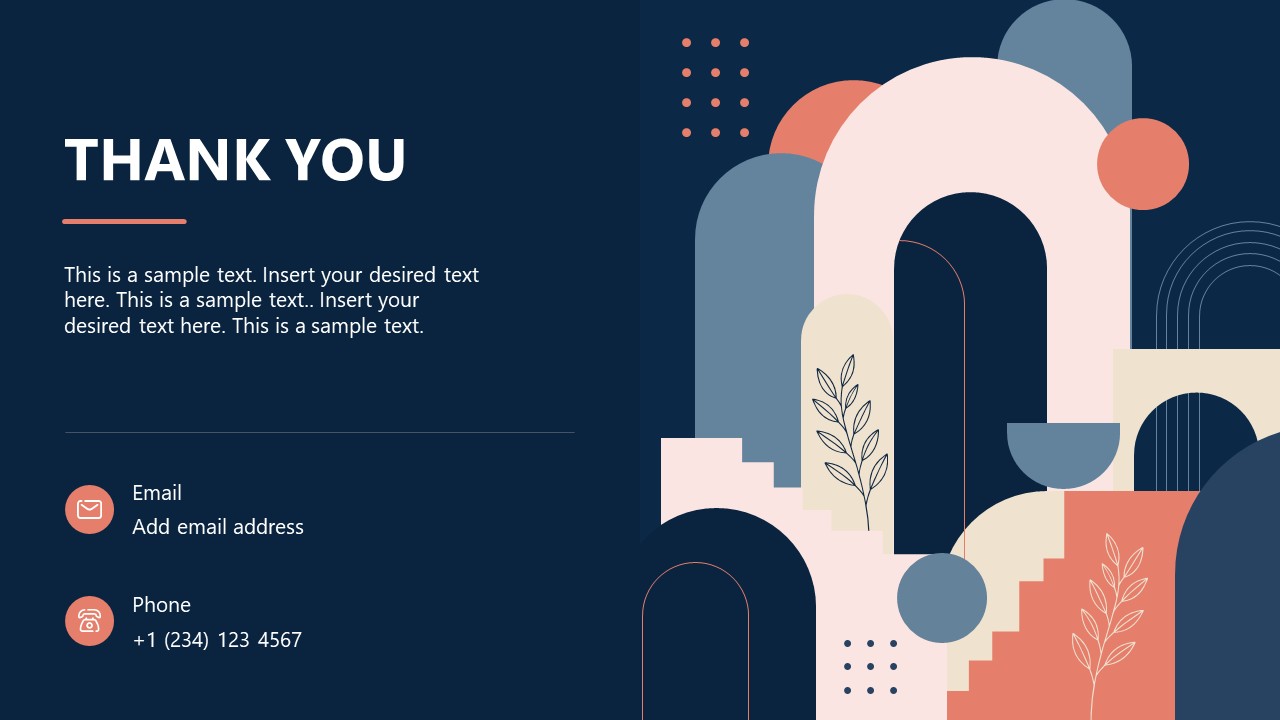 THANK YOU
This is a sample text. Insert your desired text
here. This is a sample text.. Insert your
desired text here. This is a sample text.
Email
Add email address
Phone
+1 (234) 123 4567